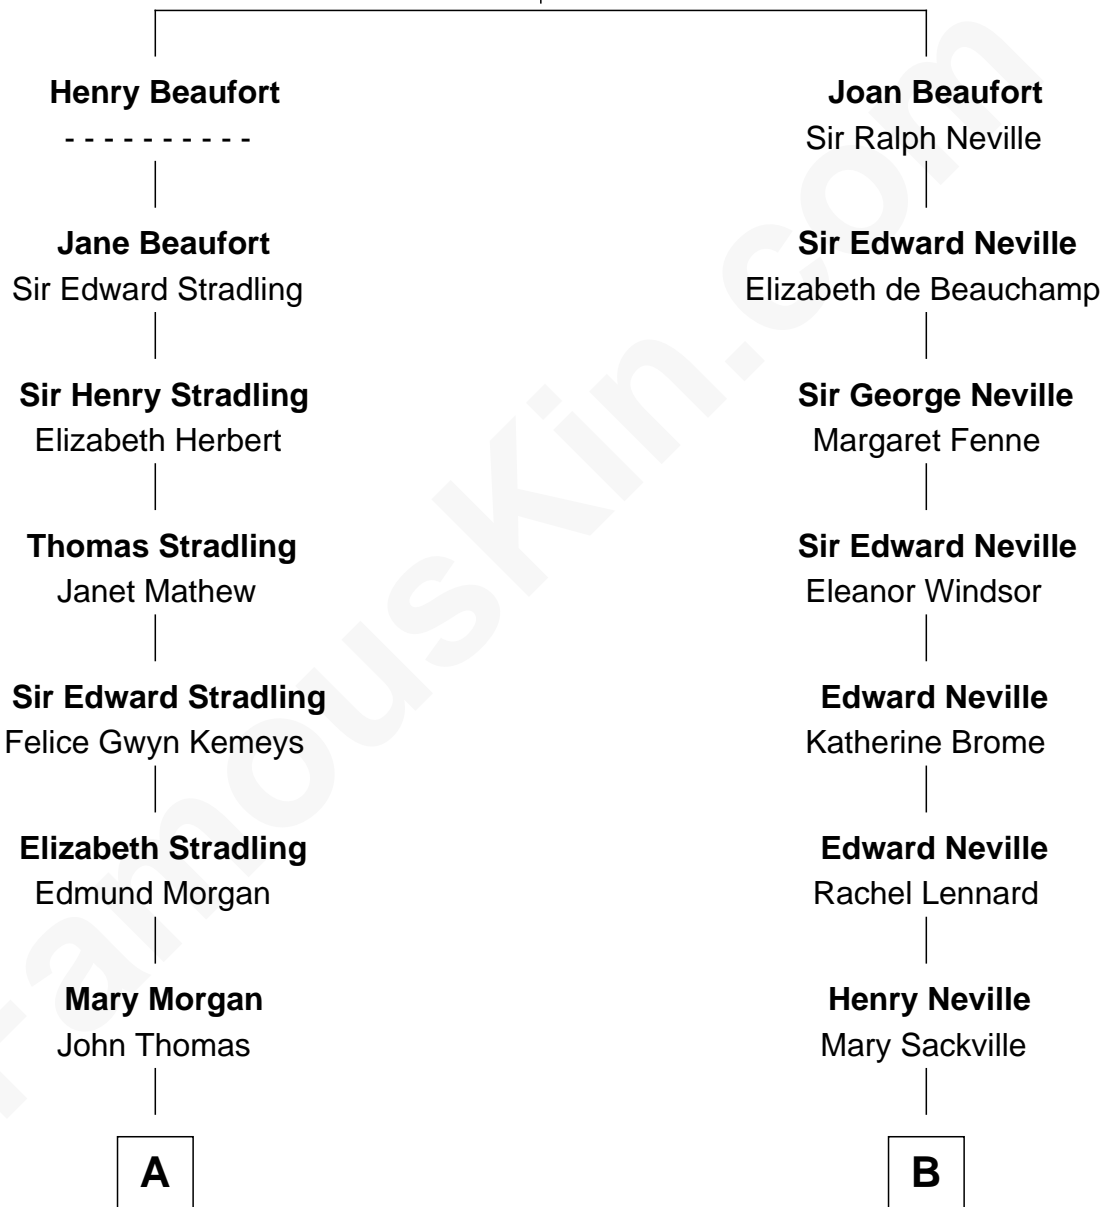 Henry Beaufort
- - - - - - - - - -
Jane Beaufort
Sir Edward Stradling
Sir Henry Stradling
Elizabeth Herbert
Thomas Stradling
Janet Mathew
Sir Edward Stradling
Felice Gwyn Kemeys
Elizabeth Stradling
Edmund Morgan
Mary Morgan
John Thomas
A
Joan Beaufort
Sir Ralph Neville
Sir Edward Neville
Elizabeth de Beauchamp
Sir George Neville
Margaret Fenne
Sir Edward Neville
Eleanor Windsor
Edward Neville
Katherine Brome
Edward Neville
Rachel Lennard
Henry Neville
Mary Sackville
B
FamousKin.com